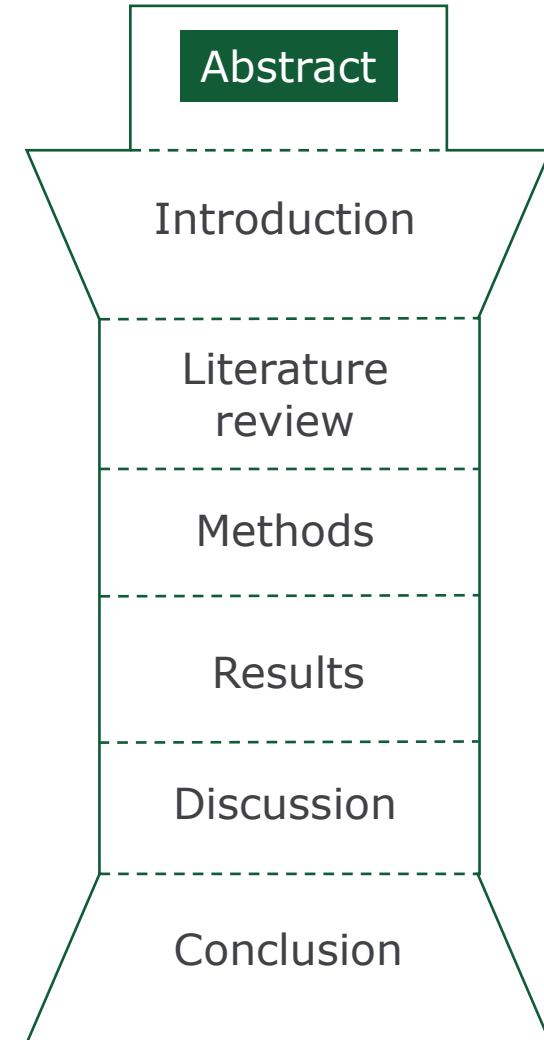 Abstract
Introduction
Literature
review
Methods
Results
Discussion
Conclusion